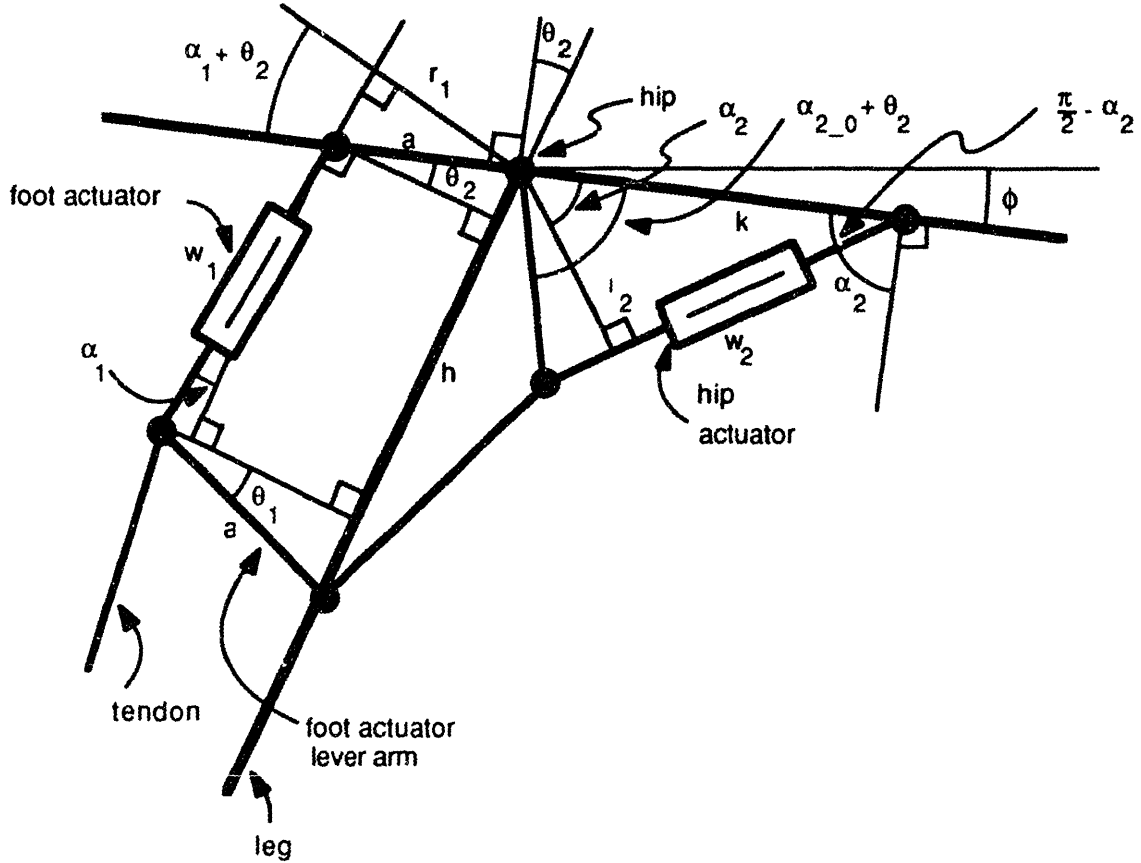 θ2
α1 + θ2
r1
hip
α2
α2_0 + θ2
π/2 - α2
a
θ2
foot actuator
ϕ
k
w1
α2
l2
w2
α1
h
hip
actuator
θ1
a
tendon
foot actuator
lever arm
leg